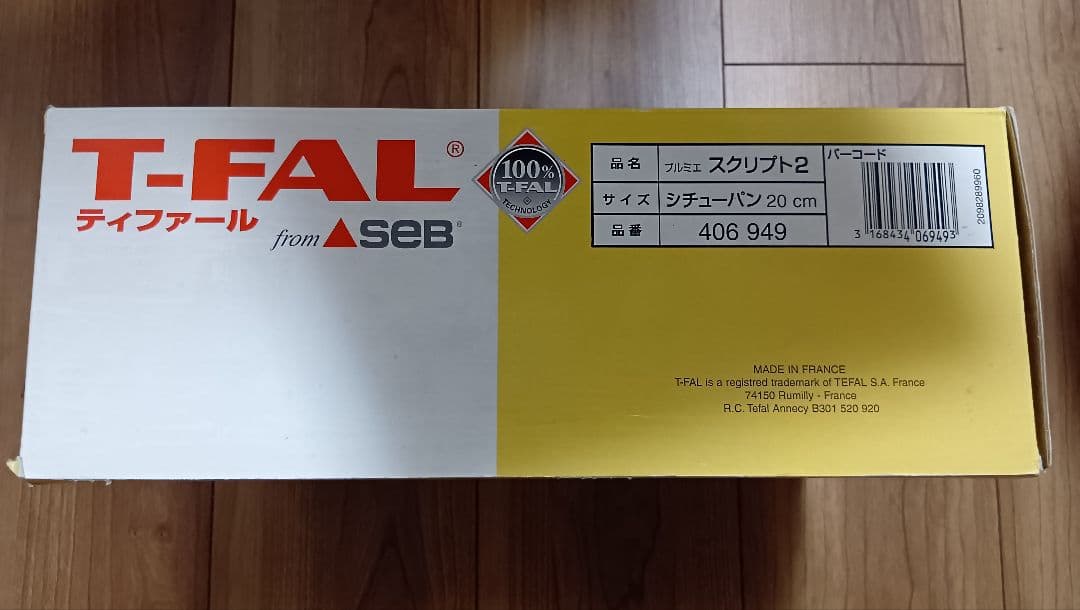 T-FAL®
ティファール
from SEB®
100%
T-FAL
TECHNOLOGY
品名 プルミエ スクリプト2
サイズ シチューパン 20 cm
品番 406 949
バーコード
3 168434 069493
2098289960
MADE IN FRANCE
T-FAL is a registred trademark of TEFAL S.A. France
74150 Rumilly - France
R.C. Tefal Annecy B301 520 920